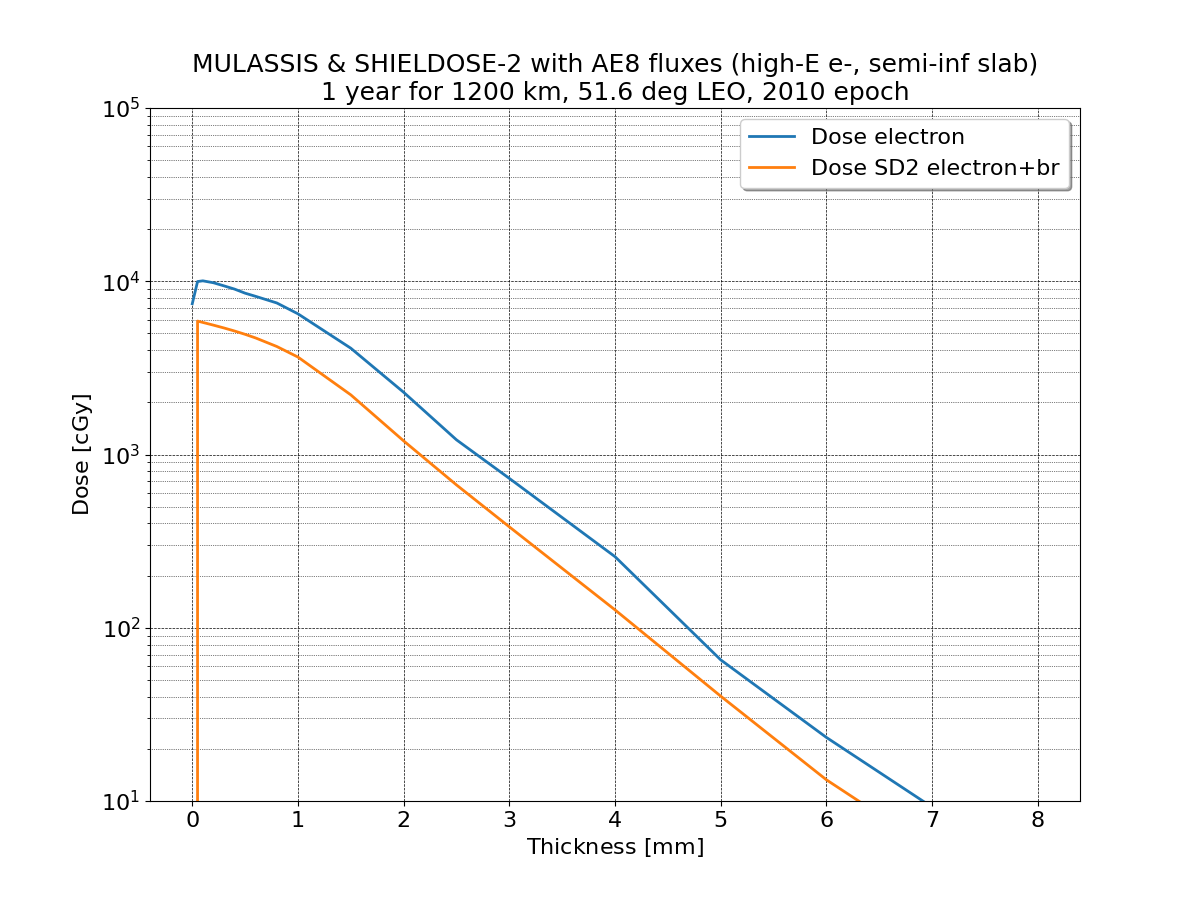 MULASSIS & SHIELDOSE-2 with AE8 fluxes (high-E e-, semi-inf slab)
1 year for 1200 km, 51.6 deg LEO, 2010 epoch
Dose electron
Dose SD2 electron+br
10^5
10^4
10^3
10^2
10^1
Dose [cGy]
0 1 2 3 4 5 6 7 8
Thickness [mm]